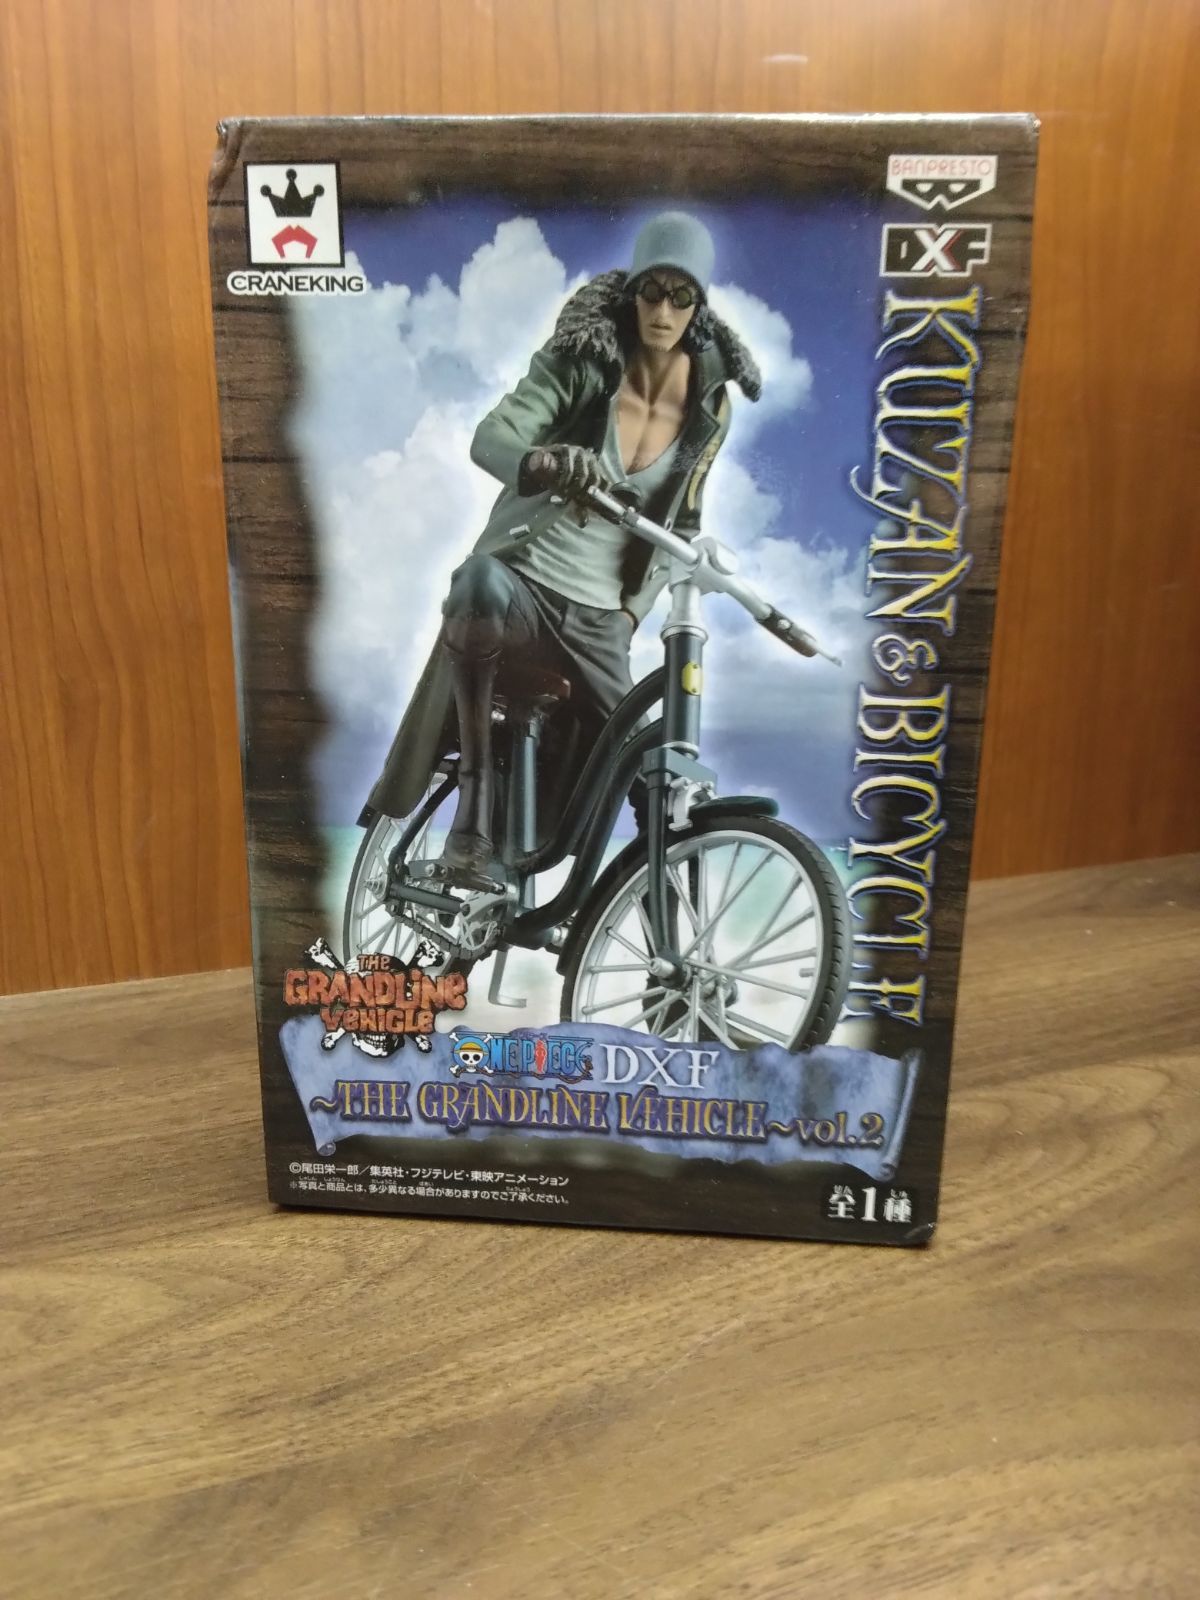 CRANEKING
BANPRESTO
DXF
KUZAN & BICYCLE
THE
GRANDLINE
VEHICLE
ONE PIECE DXF
~THE GRANDLINE VEHICLE~vol.2
©尾田栄一郎/集英社・フジテレビ・東映アニメーション
※写真と商品とは、多少異なる場合がありますのでご了承ください。
全1種